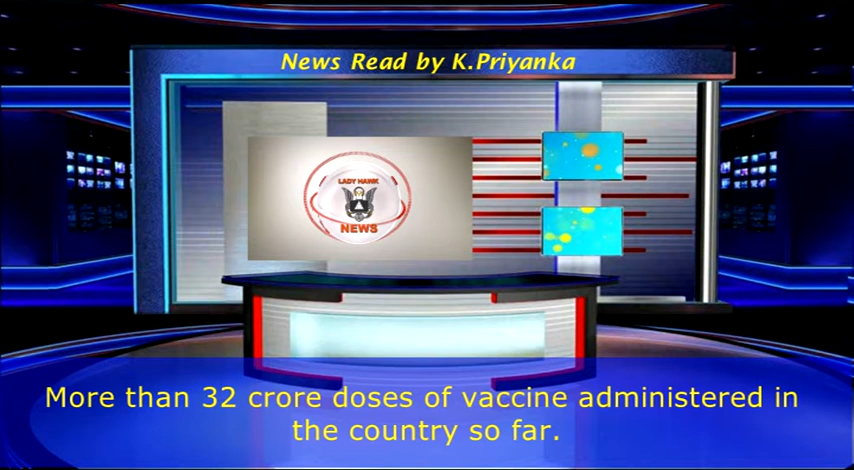 News Read by K.Priyanka
LADY HAWK
NEWS
More than 32 crore doses of vaccine administered in
the country so far.